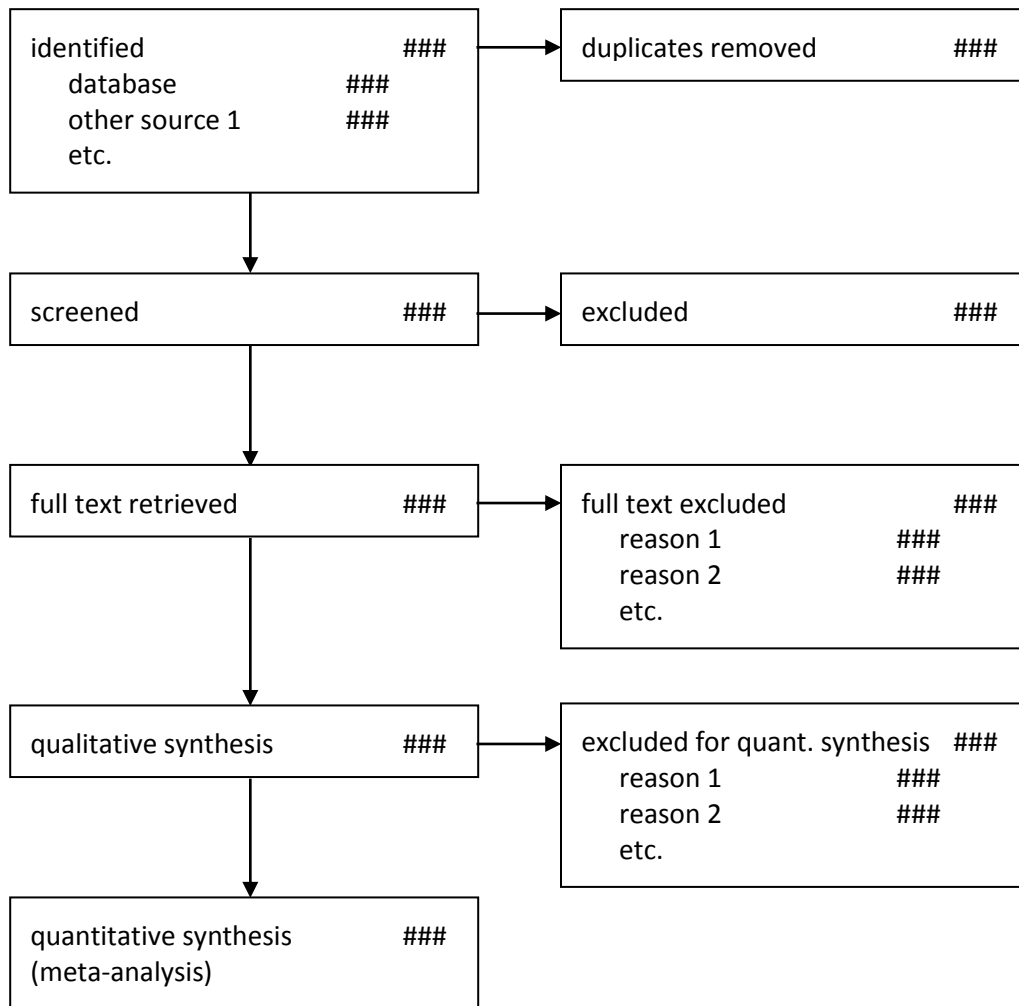 identified ###
database ###
other source 1 ###
etc.
duplicates removed ###
screened ###
excluded ###
full text retrieved ###
full text excluded ###
reason 1 ###
reason 2 ###
etc.
qualitative synthesis ###
excluded for quant. synthesis ###
reason 1 ###
reason 2 ###
etc.
quantitative synthesis ###
(meta-analysis)